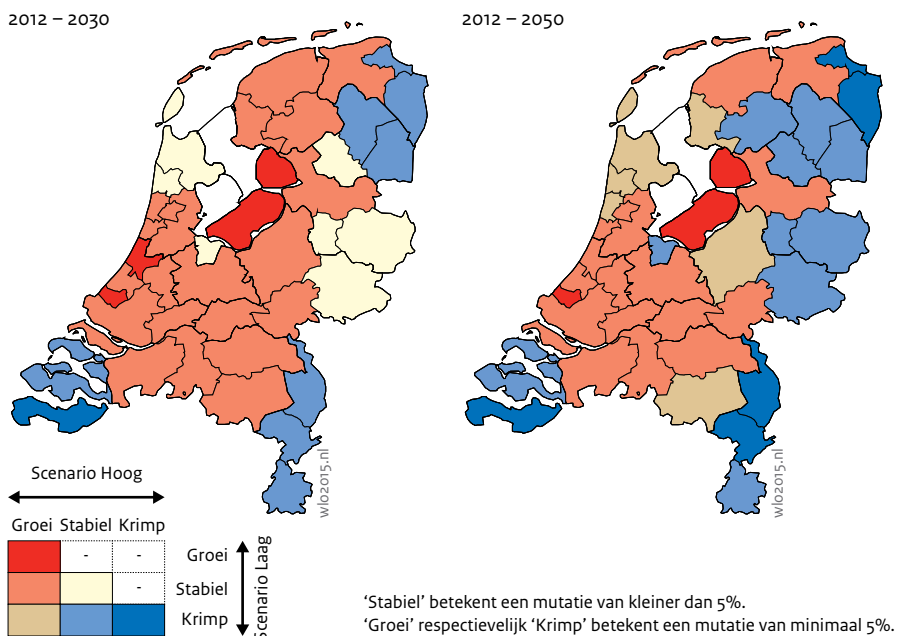 2012 – 2030
2012 – 2050
wlo2015.nl
wlo2015.nl
Scenario Hoog
Groei Stabiel Krimp
- - Groei
- Stabiel
Krimp
Scenario Laag
‘Stabiel’ betekent een mutatie van kleiner dan 5%.
‘Groei’ respectievelijk ‘Krimp’ betekent een mutatie van minimaal 5%.